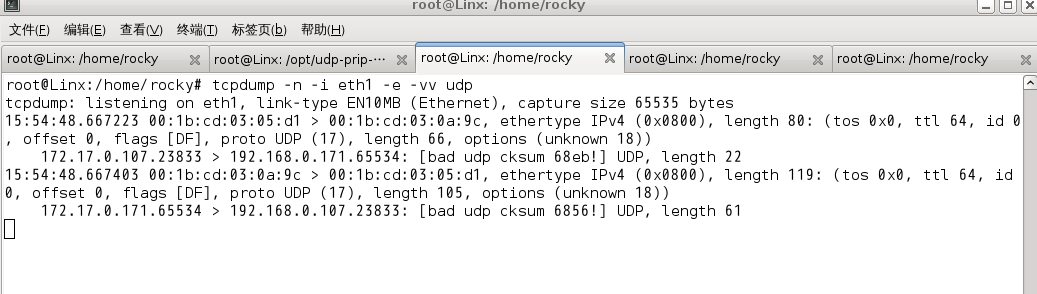 root@Linx: /home/rocky
文件(F) 编辑(E) 查看(V) 终端(T) 标签页(b) 帮助(H)
root@Linx: /home/rocky root@Linx: /opt/udp-prip-··· root@Linx: /home/rocky root@Linx: /home/rocky root@Linx: /home/rocky
root@Linx:/home/rocky# tcpdump -n -i eth1 -e -vv udp
tcpdump: listening on eth1, link-type EN10MB (Ethernet), capture size 65535 bytes
15:54:48.667223 00:1b:cd:03:05:d1 > 00:1b:cd:03:0a:9c, ethertype IPv4 (0x0800), length 80: (tos 0x0, ttl 64, id 0
, offset 0, flags [DF], proto UDP (17), length 66, options (unknown 18))
172.17.0.107.23833 > 192.168.0.171.65534: [bad udp cksum 68eb!] UDP, length 22
15:54:48.667403 00:1b:cd:03:0a:9c > 00:1b:cd:03:05:d1, ethertype IPv4 (0x0800), length 119: (tos 0x0, ttl 64, id
0, offset 0, flags [DF], proto UDP (17), length 105, options (unknown 18))
172.17.0.171.65534 > 192.168.0.107.23833: [bad udp cksum 6856!] UDP, length 61